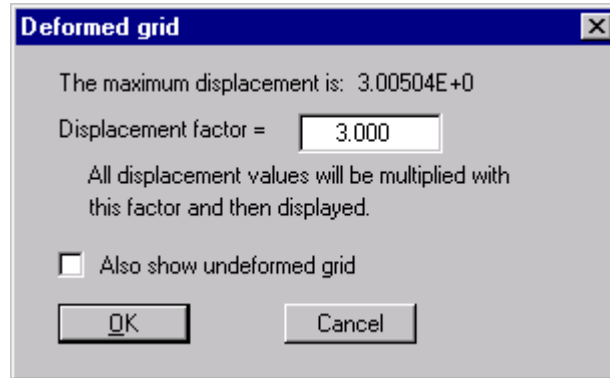 Deformed grid
The maximum displacement is: 3.00504E+0
Displacement factor = 3.000
All displacement values will be multiplied with
this factor and then displayed.
Also show undeformed grid
OK Cancel